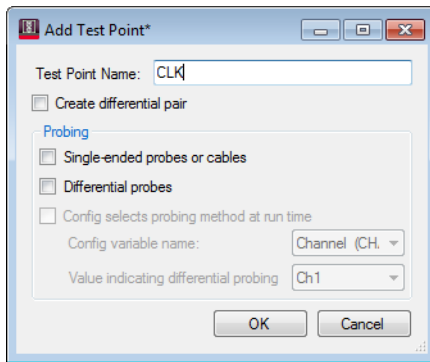 Add Test Point*
Test Point Name: CLK
Create differential pair
Probing
Single-ended probes or cables
Differential probes
Config selects probing method at run time
Config variable name: Channel (CH.
Value indicating differential probing Ch1
OK Cancel